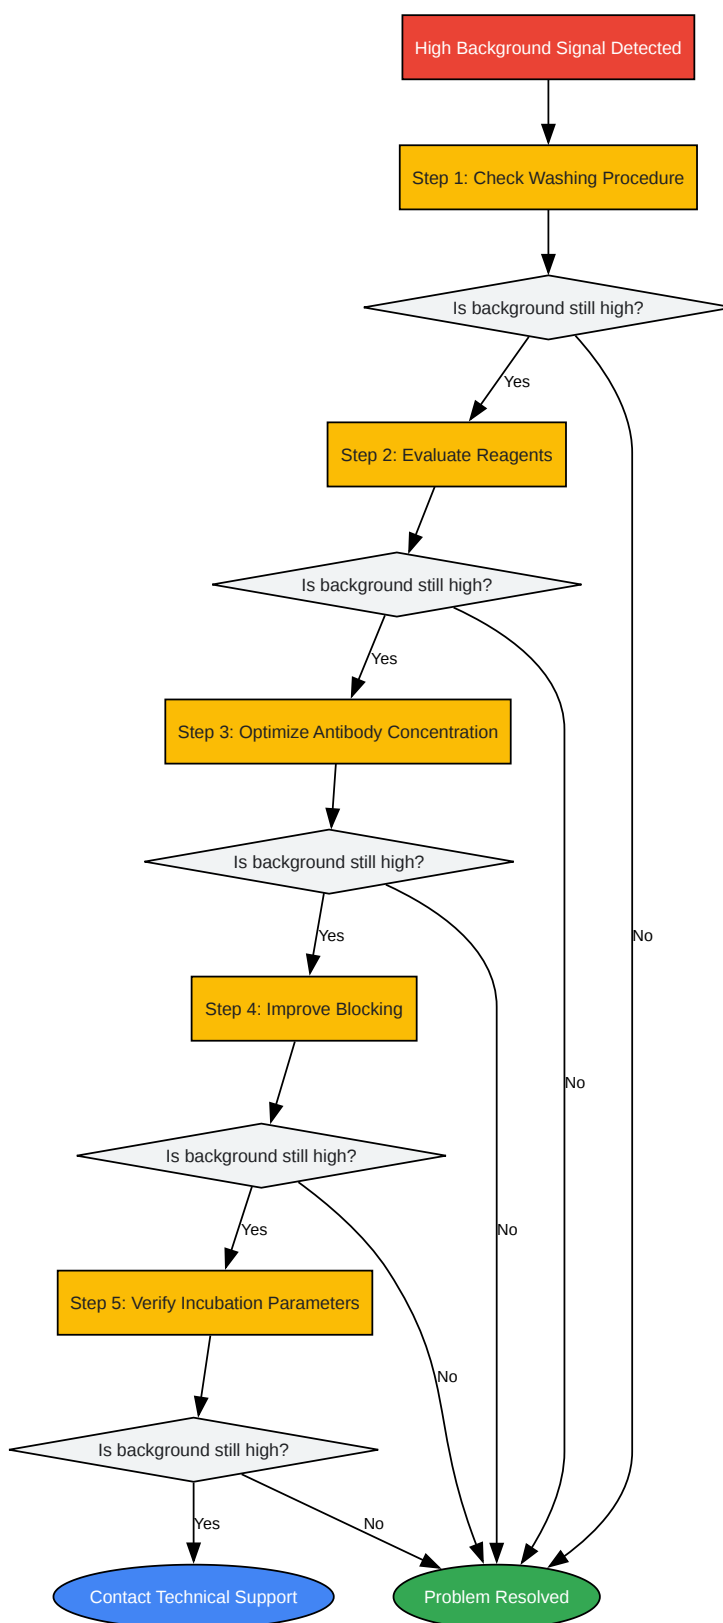 High Background Signal Detected
Step 1: Check Washing Procedure
Is background still high?
Yes
Step 2: Evaluate Reagents
Is background still high?
Yes
Step 3: Optimize Antibody Concentration
Is background still high?
Yes
No
Step 4: Improve Blocking
No
Is background still high?
Yes
No
Step 5: Verify Incubation Parameters
No
Is background still high?
Yes
No
Contact Technical Support
Problem Resolved